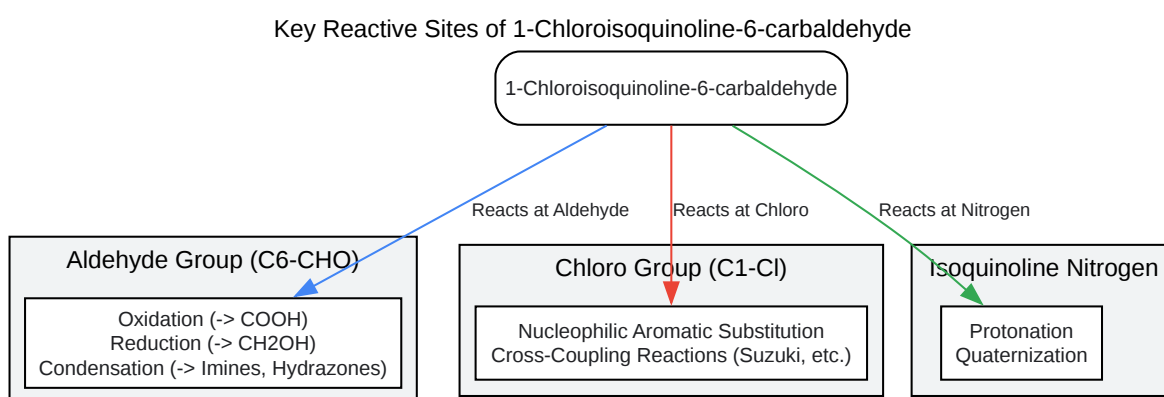 Key Reactive Sites of 1-Chloroisoquinoline-6-carbaldehyde
1-Chloroisoquinoline-6-carbaldehyde
Reacts at Aldehyde
Reacts at Chloro
Reacts at Nitrogen
Aldehyde Group (C6-CHO)
Oxidation (-> COOH)
Reduction (-> CH2OH)
Condensation (-> Imines, Hydrazones)
Chloro Group (C1-Cl)
Nucleophilic Aromatic Substitution
Cross-Coupling Reactions (Suzuki, etc.)
Isoquinoline Nitrogen
Protonation
Quaternization